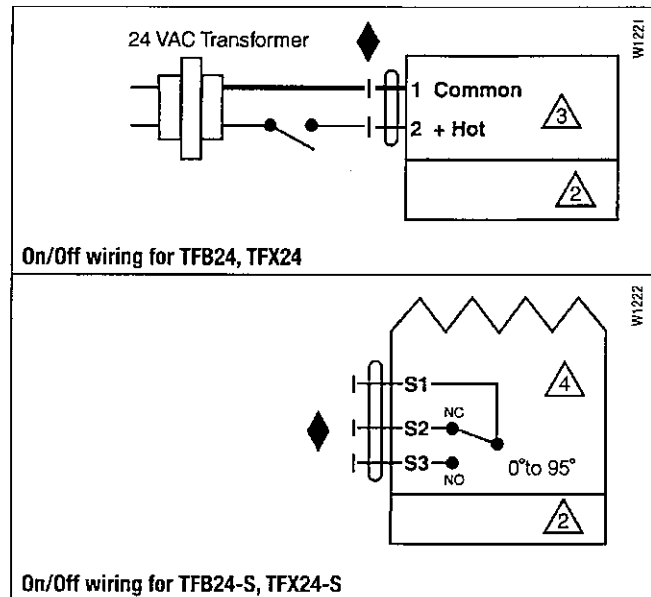 24 VAC Transformer
W1221
1 Common
2 + Hot
3
2
On/Off wiring for TFB24, TFX24
W1222
S1
4
NC
S2
S3
0° to 95°
NO
2
On/Off wiring for TFB24-S, TFX24-S